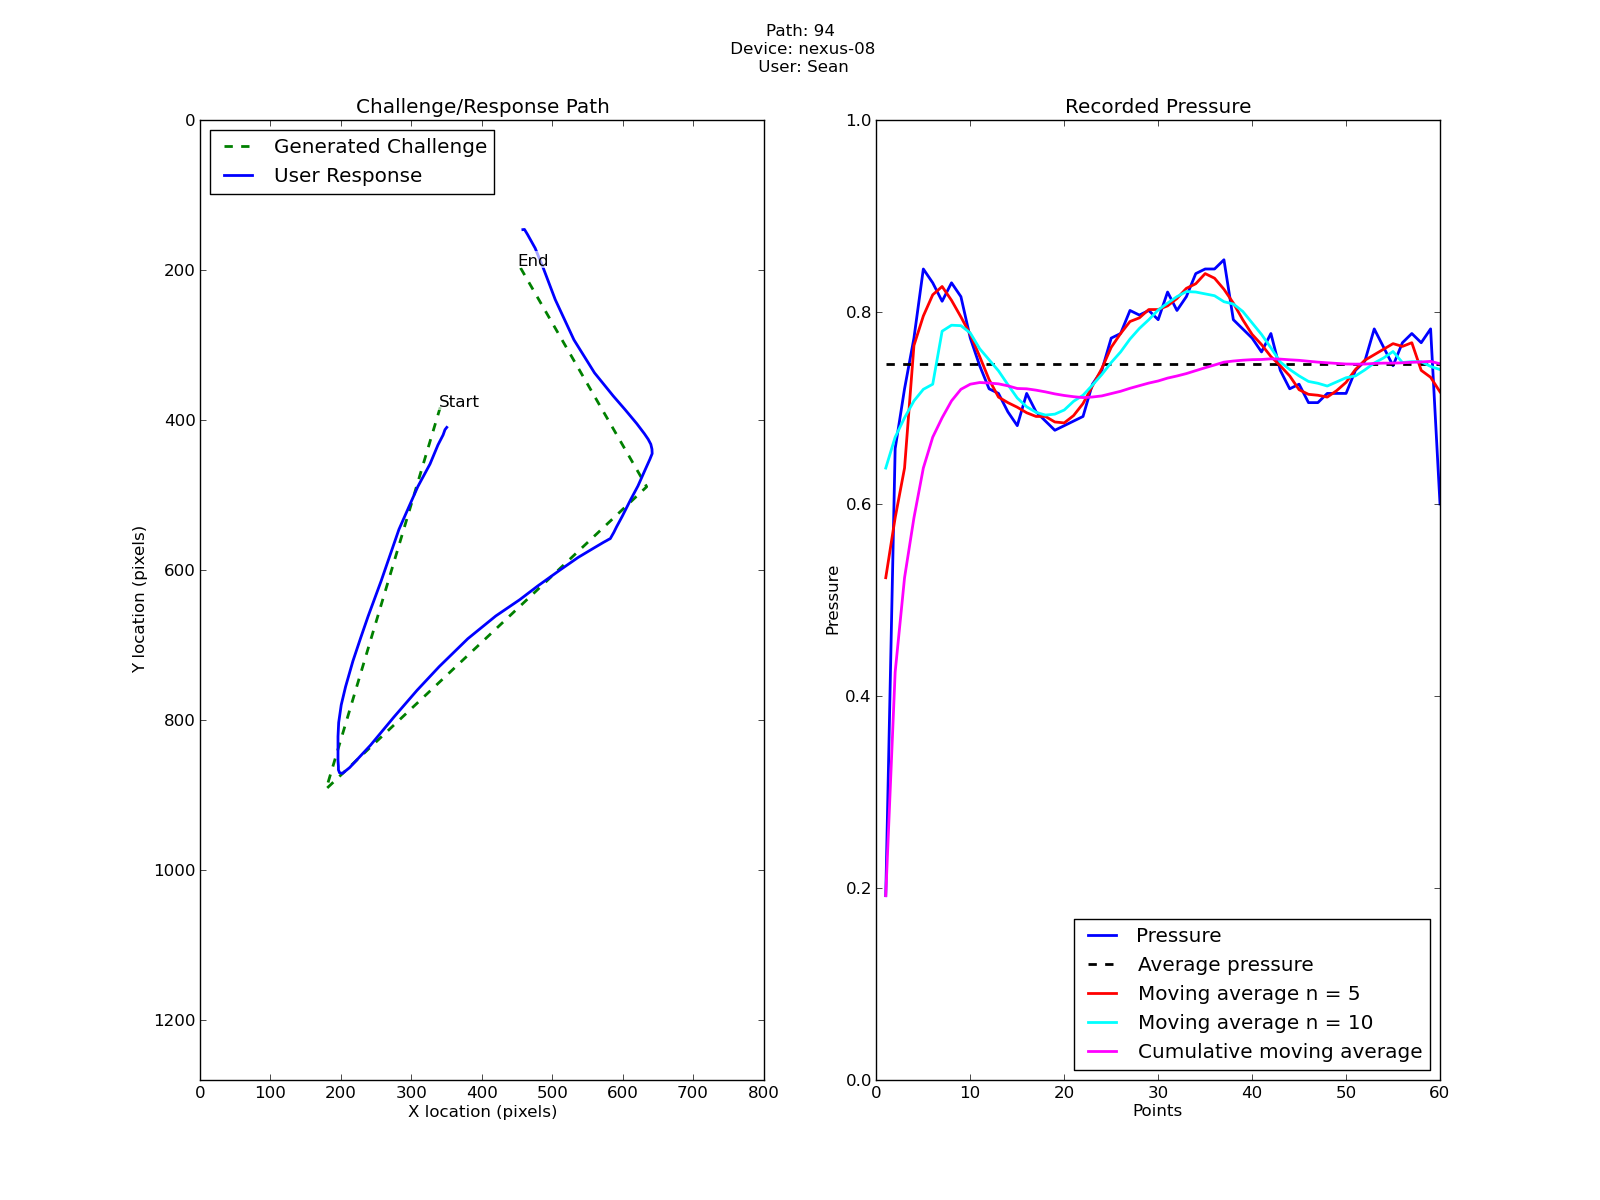 Path: 94
Device: nexus-08
User: Sean
Challenge/Response Path
Generated Challenge
User Response
End
Start
0
200
400
600
800
1000
1200
Y location (pixels)
0 100 200 300 400 500 600 700 800
X location (pixels)
Recorded Pressure
1.0
0.8
0.6
0.4
0.2
0.0
Pressure
Pressure
Average pressure
Moving average n = 5
Moving average n = 10
Cumulative moving average
0 10 20 30 40 50 60
Points